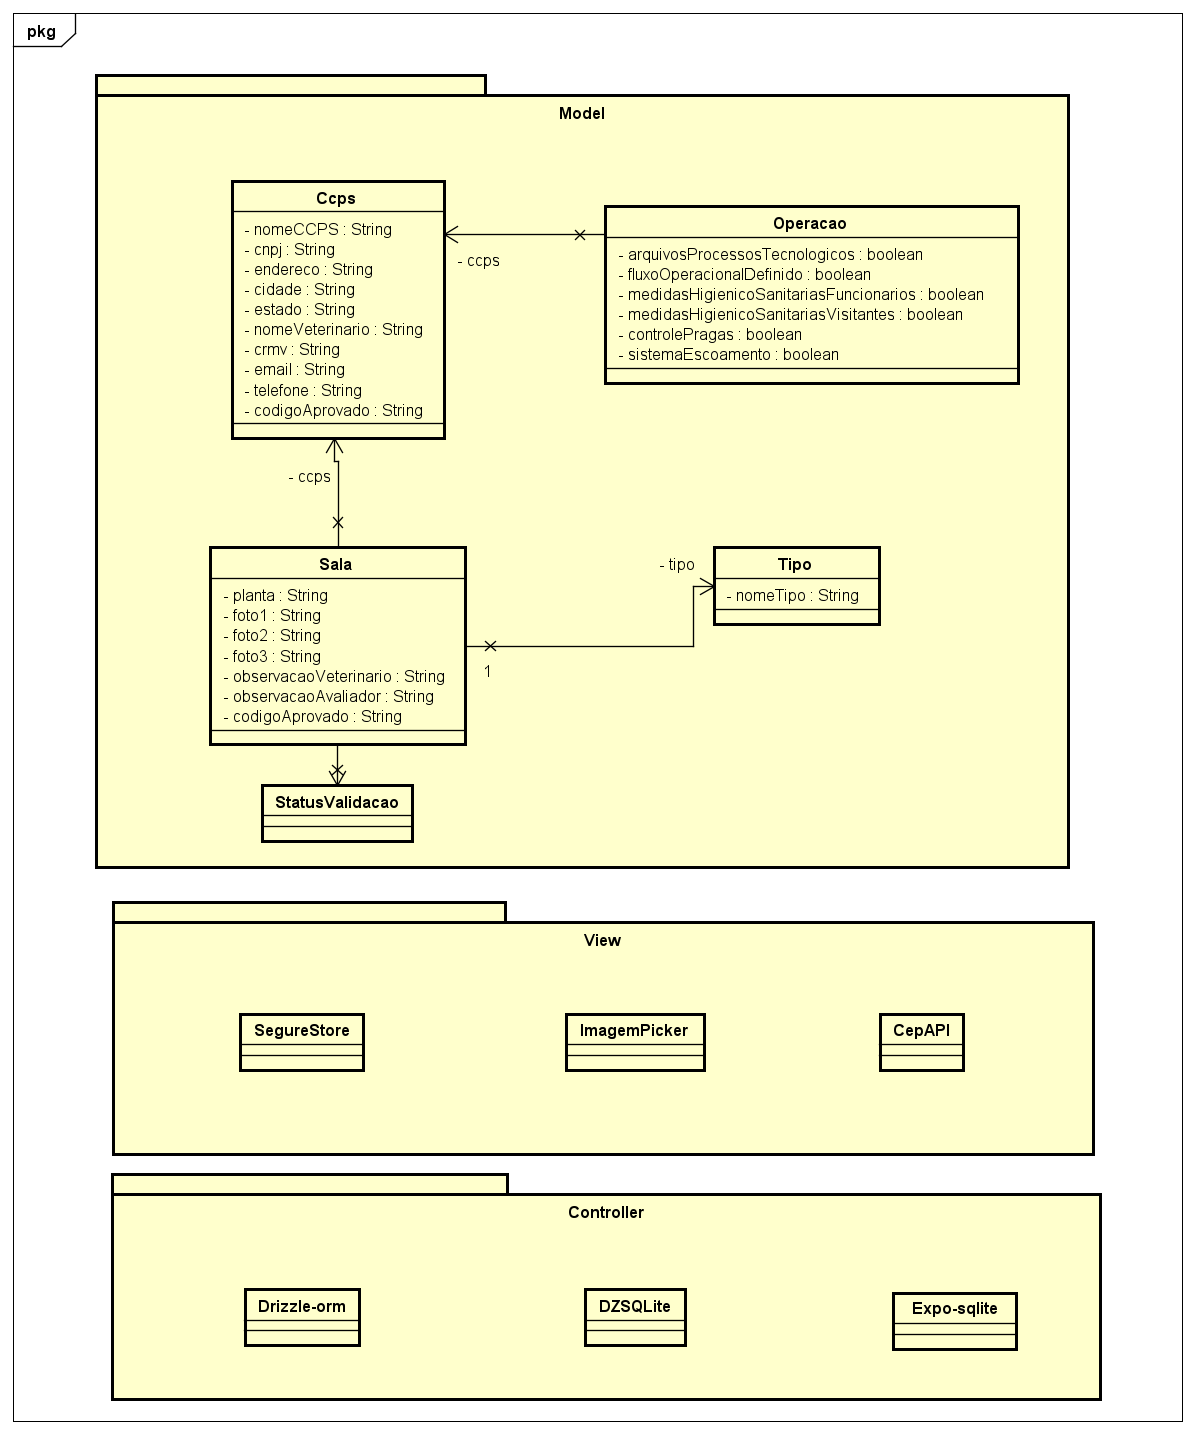 pkg
Model
Ccps
- nomeCCPS : String
- cnpj : String
- endereco : String
- cidade : String
- estado : String
- nomeVeterinario : String
- crmv : String
- email : String
- telefone : String
- codigoAprovado : String
- ccps
Operacao
- arquivosProcessosTecnologicos : boolean
- fluxoOperacionalDefinido : boolean
- medidasHigienicoSanitariasFuncionarios : boolean
- medidasHigienicoSanitariasVisitantes : boolean
- controlePragas : boolean
- sistemaEscoamento : boolean
- ccps
Sala
- planta : String
- foto1 : String
- foto2 : String
- foto3 : String
- observacaoVeterinario : String
- observacaoAvaliador : String
- codigoAprovado : String
1
- tipo
Tipo
- nomeTipo : String
StatusValidacao
View
SegureStore
ImagemPicker
CepAPI
Controller
Drizzle-orm
DZSQLite
Expo-sqlite